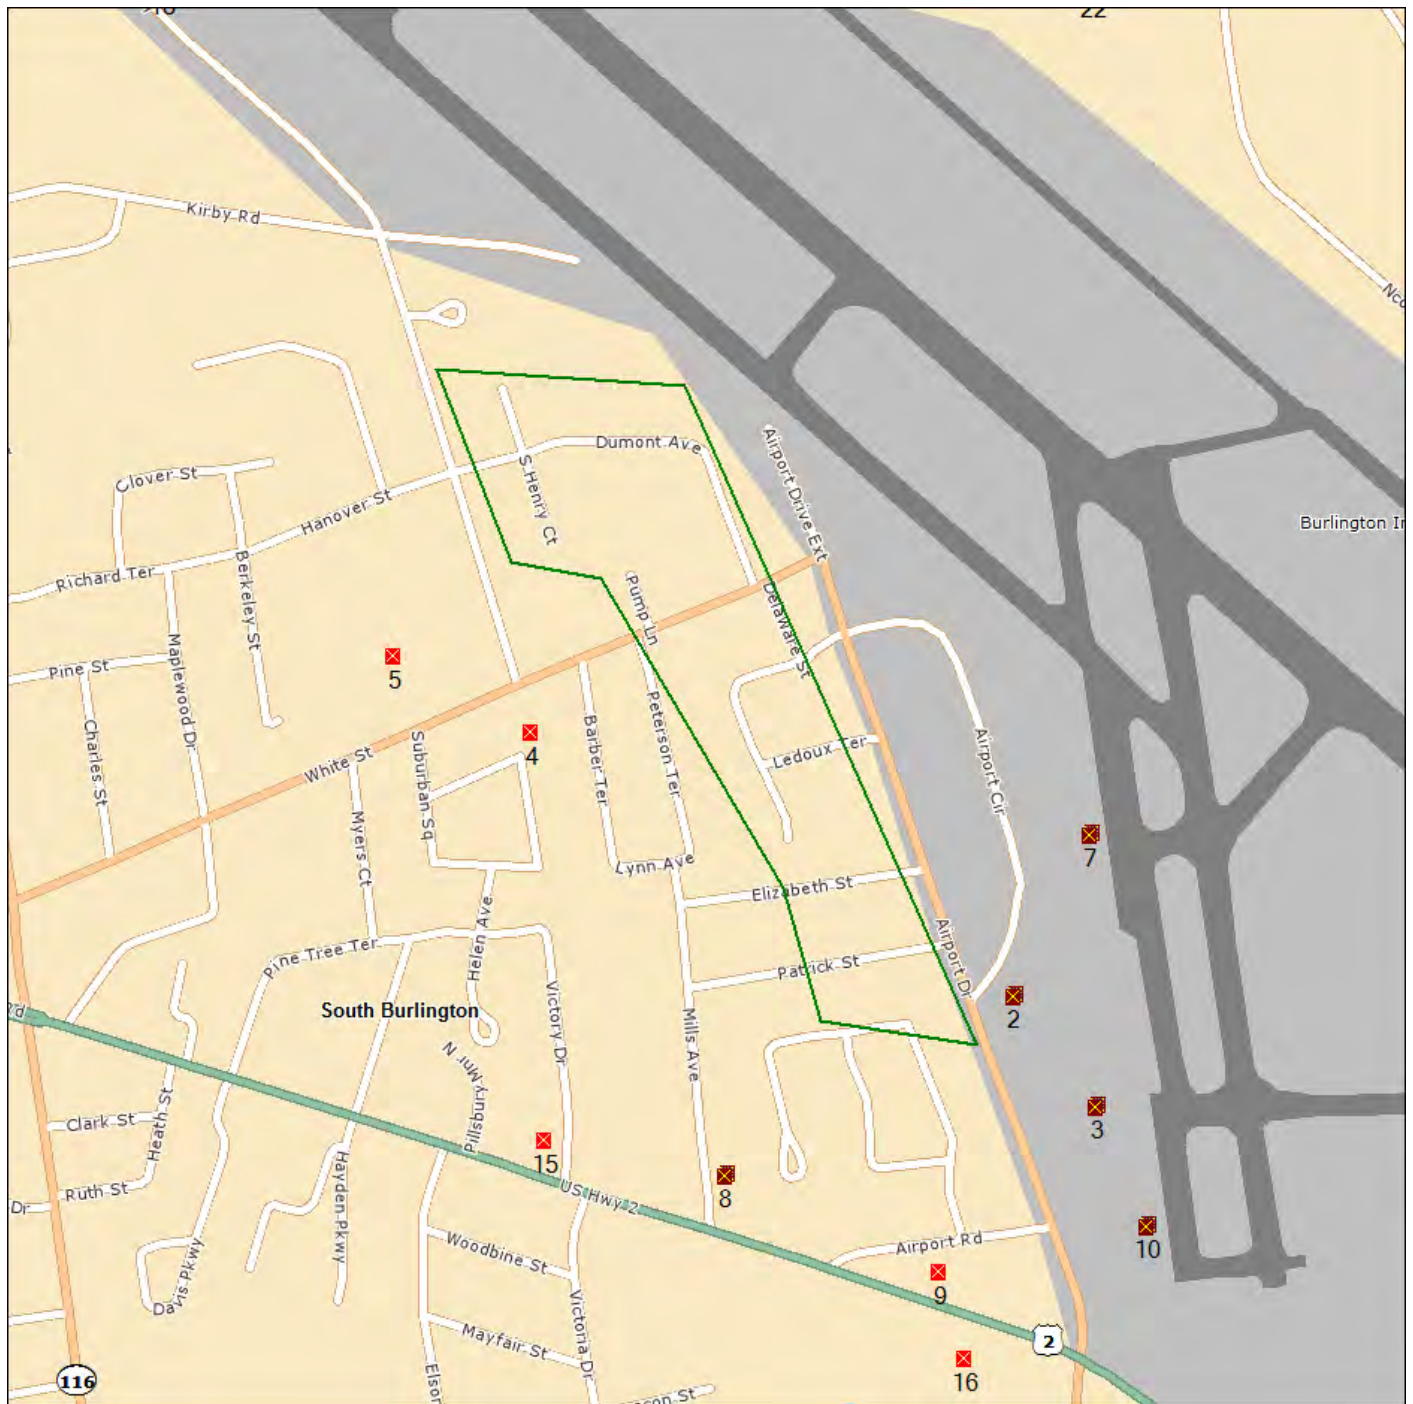 22
Kirby Rd
Dumont Ave
Airport Drive Ext
S Henry Ct
Clover St
Hanover St
Burlington
Richard Ter
Berkeley St
Pump Ln
Delaware St
Pine St
Maplewood Dr
5
Charles St
White St
Suburban Sq
4
Barber Ter
Peterson Ter
Ledoux Ter
Airport Cir
Myers Ct
7
Lynn Ave
Elizabeth St
Helen Ave
Pine Tree Ter
Patrick St
Airport Dr
Rd
South Burlington
Victory Dr
2
Mills Ave
Pillsbury Mnr N
Clark St
Heath St
3
15
Ruth St
Dr
Hayden Pkwy
8
US Hwy 2
Davis Pkwy
Woodbine St
Airport Rd
10
9
Victoria Dr
Mayfair St
2
116
16